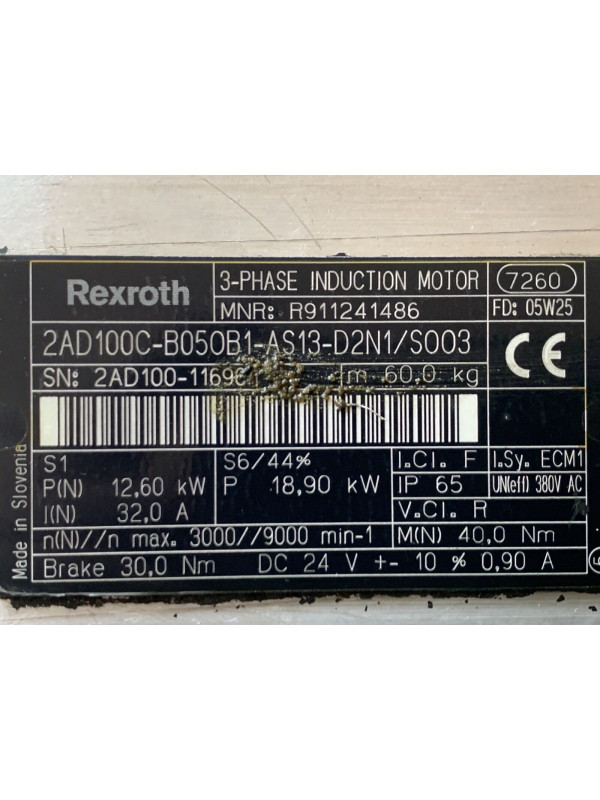 Rexroth
3-PHASE INDUCTION MOTOR
7260
MNR: R911241486
FD: 05W25
2AD100C-B050B1-AS13-D2N1/S003
CE
SN:
m 60,0 kg
S1
S6/44%
I.Cl. F
I.Sy. ECM1
P(N) 12,60 kW
P 18,90 kW
IP 65
UN(eff) 380V AC
I(N) 32.0 A
V.Cl. R
n(N)//n max. 3000//9000 min-1
M(N) 40,0 Nm
Brake 30,0 Nm DC 24 V +- 10 % 0,90 A
Made in Slovenia